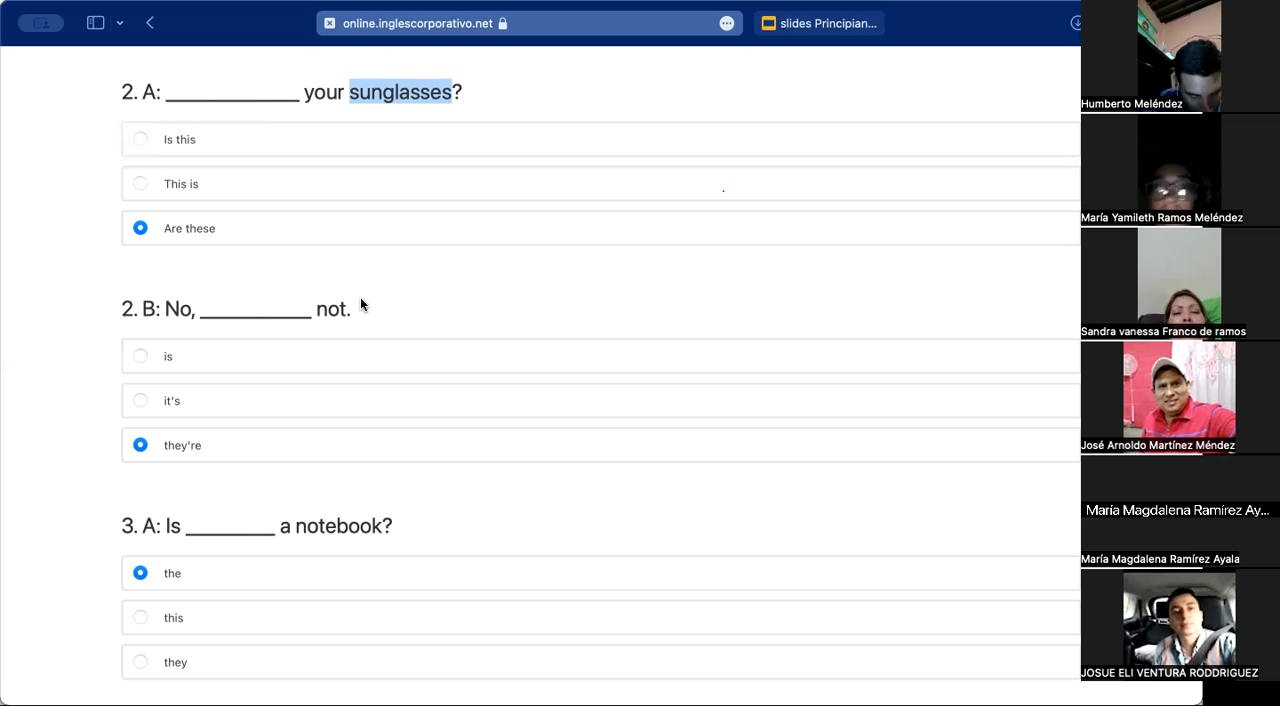 online.inglescorporativo.net
slides Principian...
2. A: _____________ your sunglasses?
Is this
This is
Are these
2. B: No, ___________ not.
is
it's
they're
3. A: Is _________ a notebook?
the
this
they
Humberto Meléndez
María Yamileth Ramos Meléndez
Sandra vanessa Franco de ramos
José Arnoldo Martínez Méndez
María Magdalena Ramírez Ay...
María Magdalena Ramírez Ayala
JOSUE ELI VENTURA RODDRIGUEZ